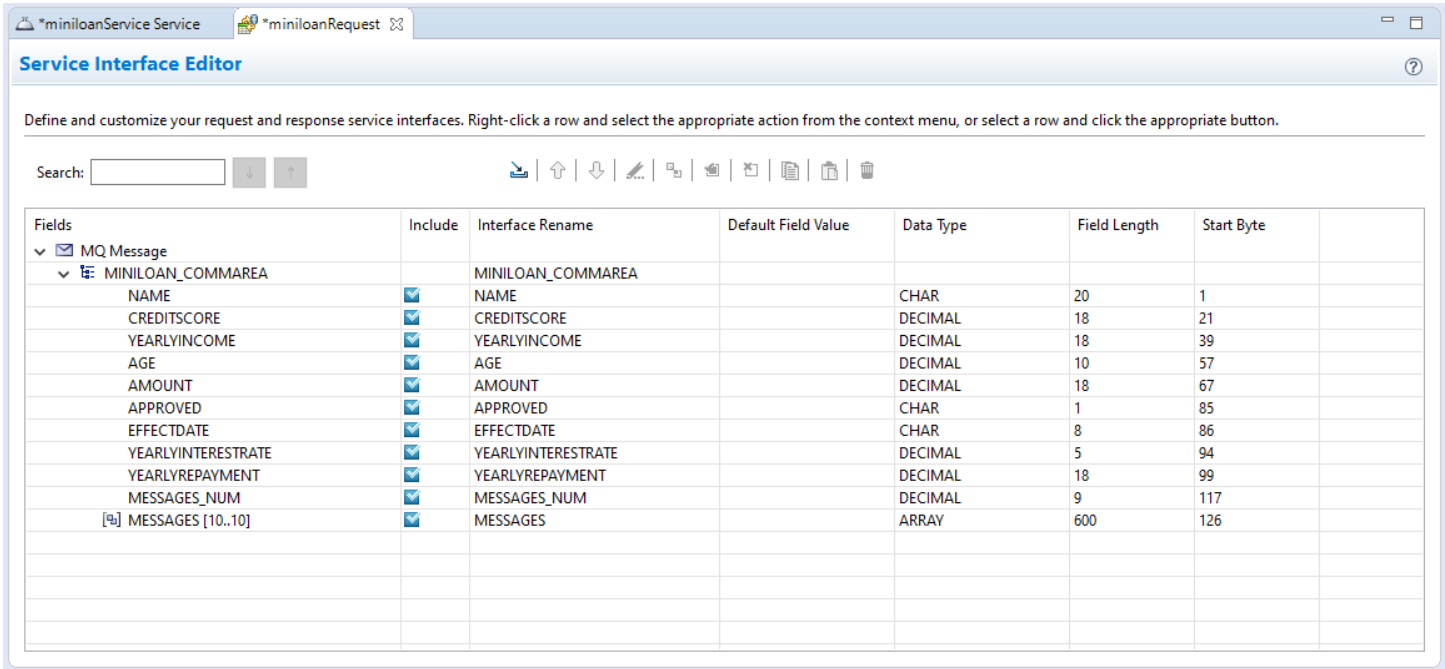 *miniloanService Service *miniloanRequest
Service Interface Editor
Define and customize your request and response service interfaces. Right-click a row and select the appropriate action from the context menu, or select a row and click the appropriate button.
Search:
Fields Include Interface Rename Default Field Value Data Type Field Length Start Byte
MQ Message
MINILOAN_COMMAREA MINILOAN_COMMAREA
NAME NAME CHAR 20 1
CREDITSCORE CREDITSCORE DECIMAL 18 21
YEARLYINCOME YEARLYINCOME DECIMAL 18 39
AGE AGE DECIMAL 10 57
AMOUNT AMOUNT DECIMAL 18 67
APPROVED APPROVED CHAR 1 85
EFFECTDATE EFFECTDATE CHAR 8 86
YEARLYINTERESTRATE YEARLYINTERESTRATE DECIMAL 5 94
YEARLYREPAYMENT YEARLYREPAYMENT DECIMAL 18 99
MESSAGES_NUM MESSAGES_NUM DECIMAL 9 117
MESSAGES [10..10] MESSAGES ARRAY 600 126